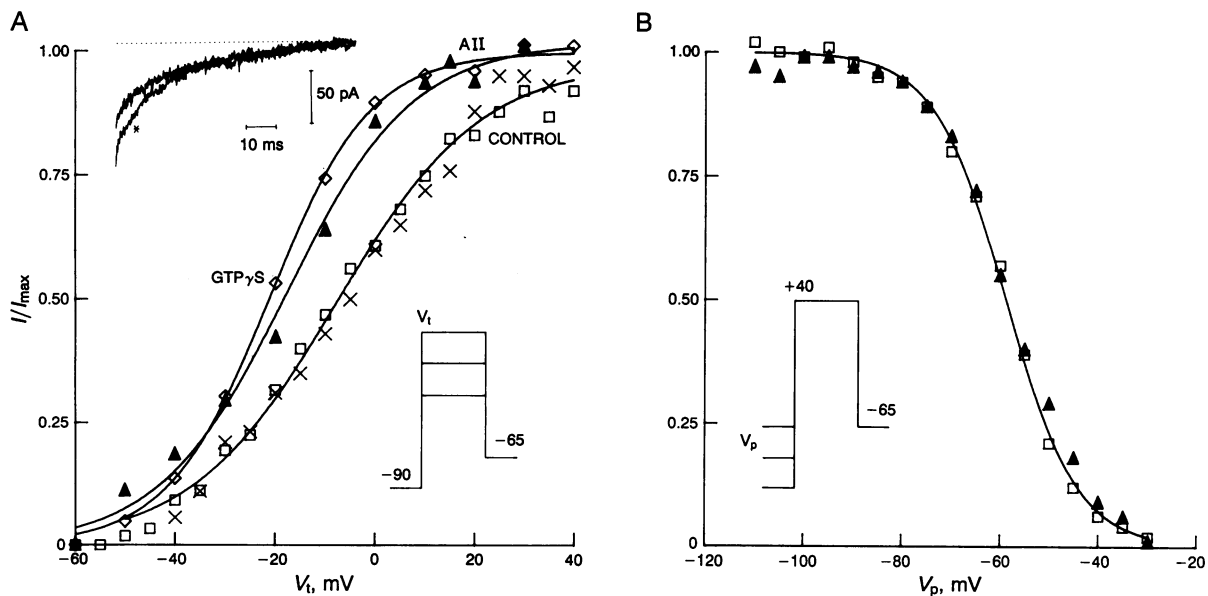 A
B
1.00
0.75
0.50
0.25
0
I/Imax
−60
−40
−20
0
20
40
Vt, mV
50 pA
10 ms
*
AII
CONTROL
GTPγS
Vt
−90
−65
1.00
0.75
0.50
0.25
0
−120
−100
−80
−60
−40
−20
Vp, mV
+40
−65
Vp